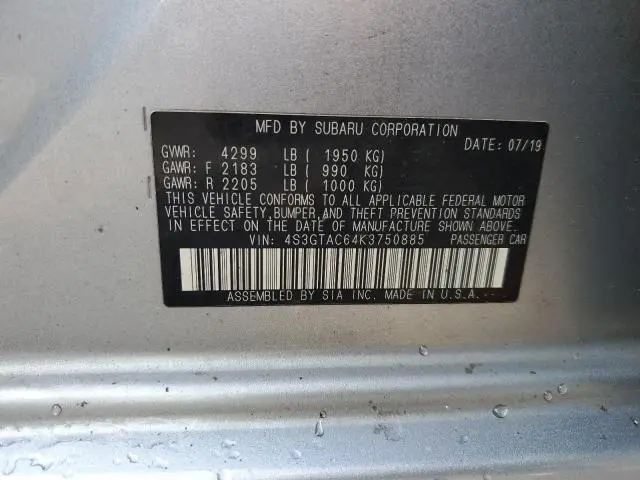 MFD BY SUBARU CORPORATION
DATE: 07/19
GVWR: 4299 LB ( 1950 KG)
GAWR: F 2183 LB ( 990 KG)
GAWR: R 2205 LB ( 1000 KG)
THIS VEHICLE CONFORMS TO ALL APPLICABLE FEDERAL MOTOR
VEHICLE SAFETY, BUMPER, AND THEFT PREVENTION STANDARDS
IN EFFECT ON THE DATE OF MANUFACTURE SHOWN ABOVE.
VIN: 4S3GTAC64K3750885 PASSENGER CAR
ASSEMBLED BY SIA INC. MADE IN U.S.A.